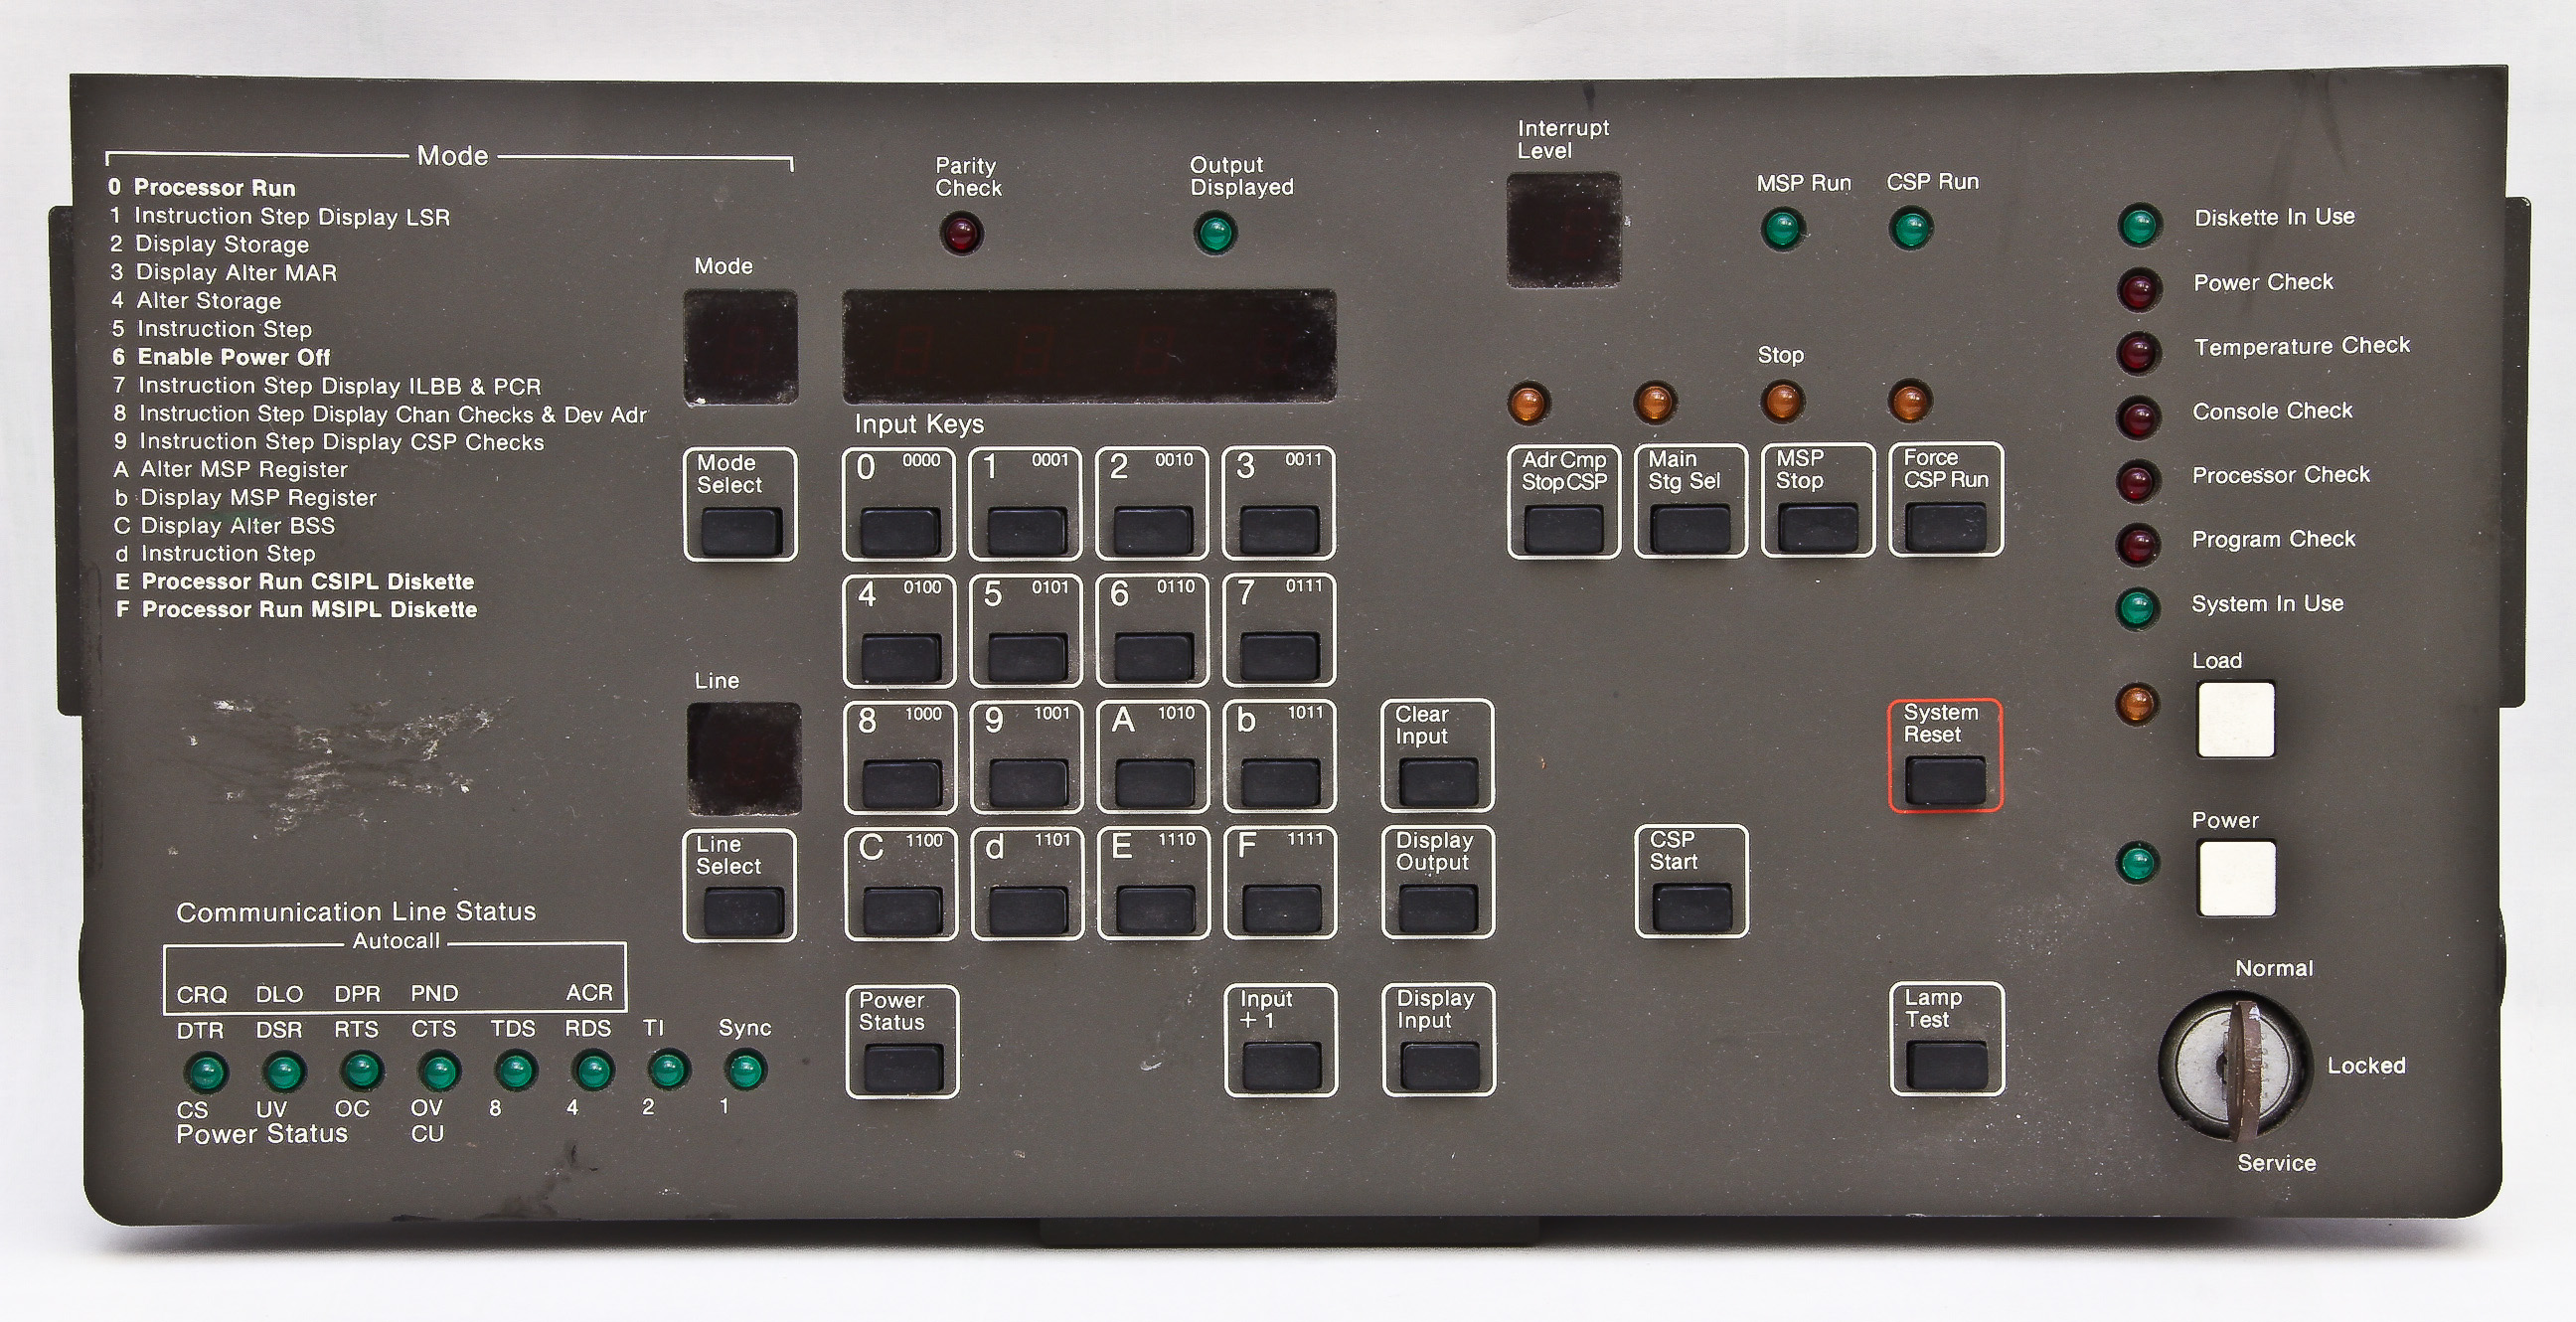 Mode
0 Processor Run
1 Instruction Step Display LSR
2 Display Storage
3 Display Alter MAR
4 Alter Storage
5 Instruction Step
6 Enable Power Off
7 Instruction Step Display ILBB & PCR
8 Instruction Step Display Chan Checks & Dev Adr
9 Instruction Step Display CSP Checks
A Alter MSP Register
b Display MSP Register
C Display Alter BSS
d Instruction Step
E Processor Run CSIPL Diskette
F Processor Run MSIPL Diskette
Mode
Mode
Select
Line
Line
Select
Communication Line Status
Autocall
CRQ DLO DPR PND ACR
DTR DSR RTS CTS TDS RDS TI Sync
CS UV OC OV 8 4 2 1
Power Status CU
Parity
Check
Output
Displayed
Input Keys
0 0000 1 0001 2 0010 3 0011
4 0100 5 0101 6 0110 7 0111
8 1000 9 1001 A 1010 b 1011
C 1100 d 1101 E 1110 F 1111
Power
Status
Input
+ 1
Clear
Input
Display
Output
Display
Input
Interrupt
Level
MSP Run CSP Run
Stop
Adr Cmp
Stop CSP
Main
Stg Sel
MSP
Stop
Force
CSP Run
System
Reset
CSP
Start
Lamp
Test
Diskette In Use
Power Check
Temperature Check
Console Check
Processor Check
Program Check
System In Use
Load
Power
Normal
Locked
Service